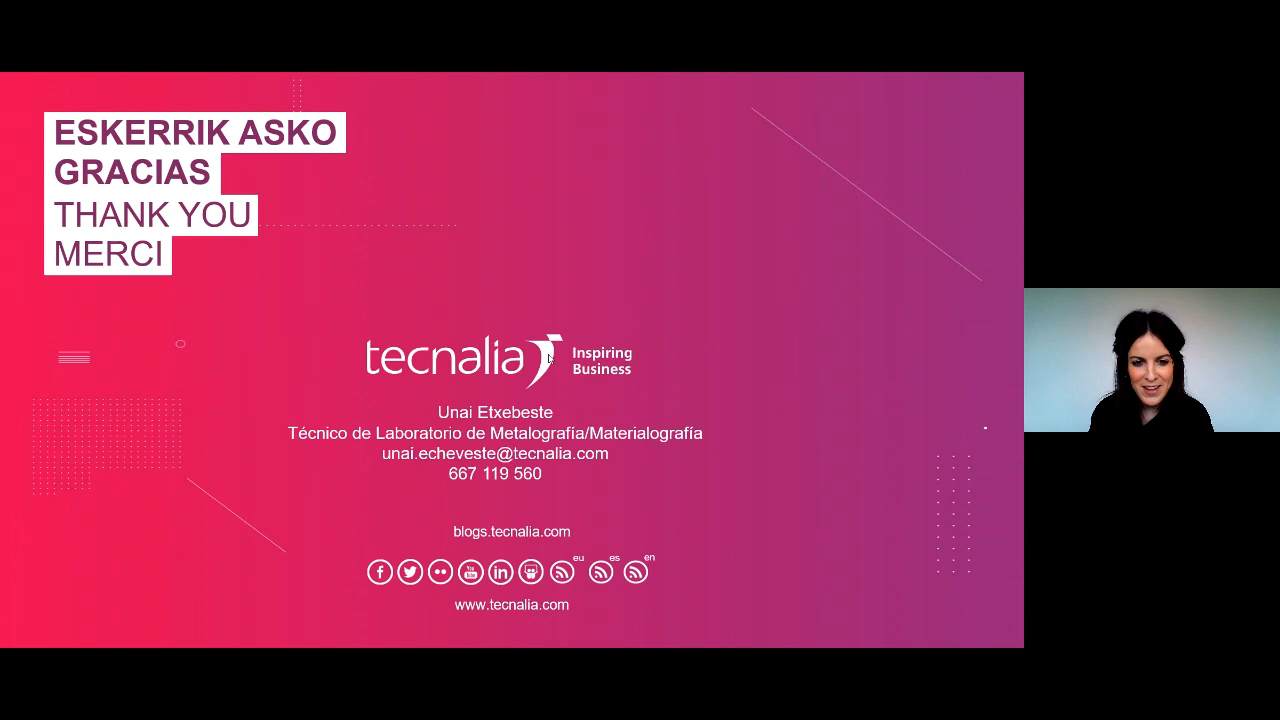 ESKERRIK ASKO
GRACIAS
THANK YOU
MERCI
tecnalia Inspiring
Business
Unai Etxebeste
Técnico de Laboratorio de Metalografía/Materialografía
unai.echeveste@tecnalia.com
667 119 560
blogs.tecnalia.com
eu es en
www.tecnalia.com